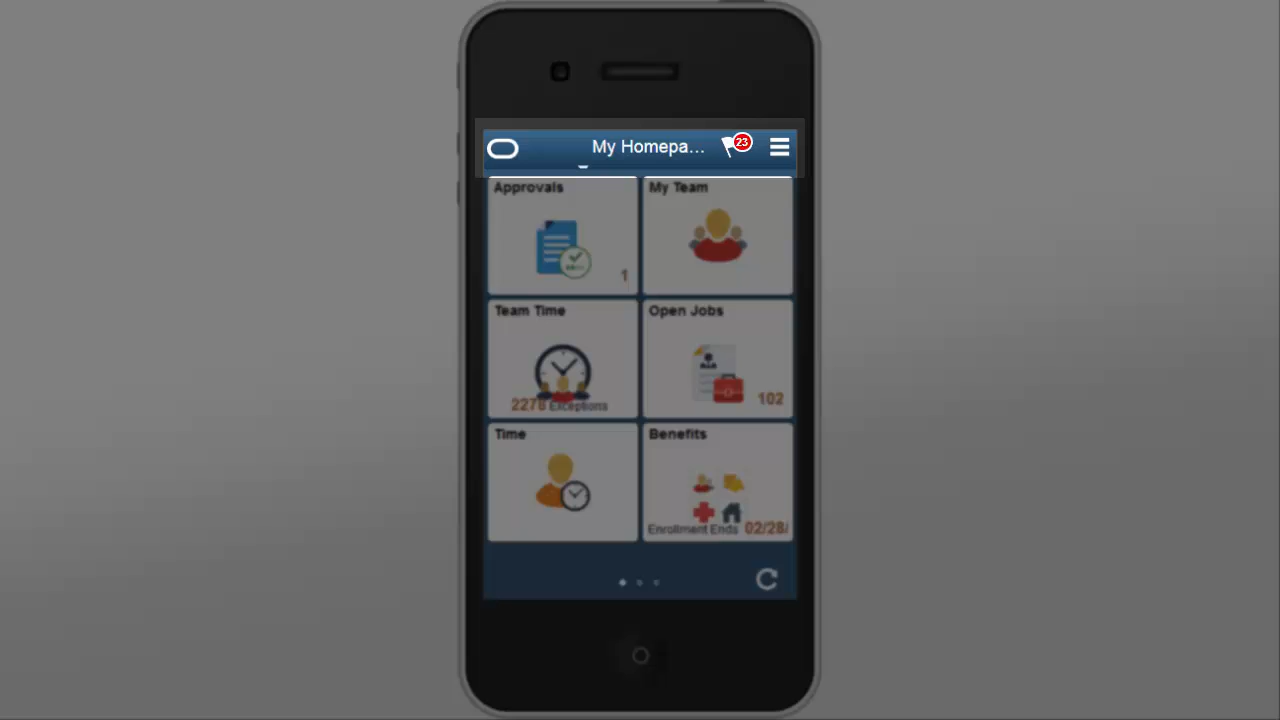 My Homepa...
23
Approvals
1
My Team
Team Time
2278 Exceptions
Open Jobs
102
Time
Benefits
Enrollment Ends 02/28/